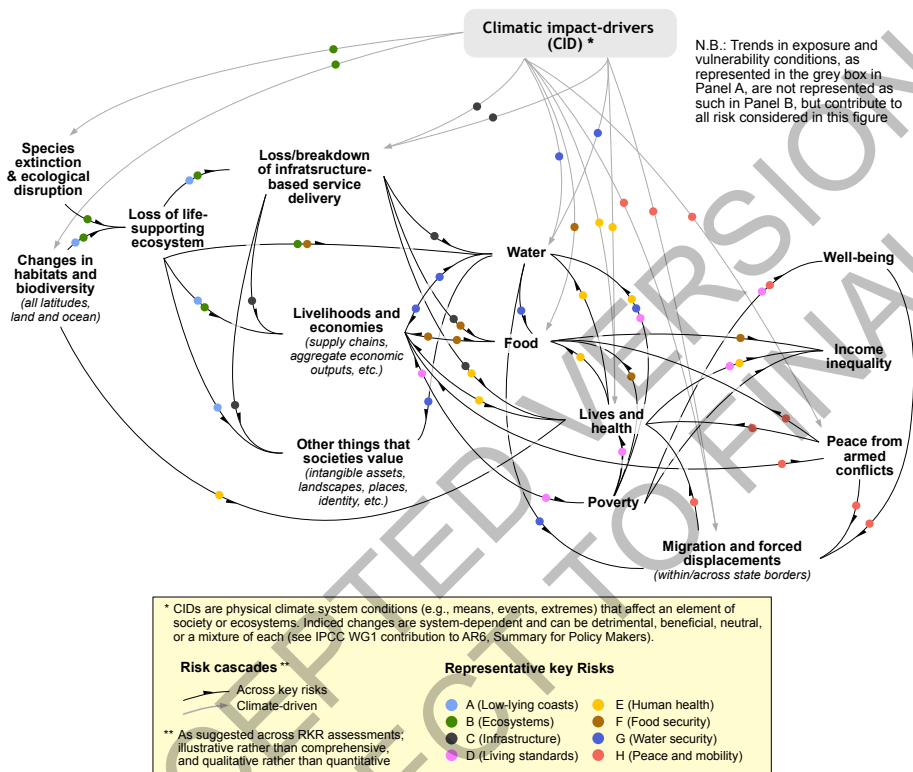 Climatic impact-drivers
(CID) *
N.B.: Trends in exposure and
vulnerability conditions, as
represented in the grey box in
Panel A, are not represented as
such in Panel B, but contribute to
all risk considered in this figure
Species
extinction
& ecological
disruption
Loss/breakdown
of infratsructure-
based service
delivery
Loss of life-
supporting
ecosystem
Changes in
habitats and
biodiversity
(all latitudes,
land and ocean)
Water
Well-being
Livelihoods and
economies
(supply chains,
aggregate economic
outputs, etc.)
Food
Income
inequality
Lives and
health
Other things that
societies value
(intangible assets,
landscapes, places,
identity, etc.)
Peace from
armed
conflicts
Poverty
Migration and forced
displacements
(within/across state borders)
* CIDs are physical climate system conditions (e.g., means, events, extremes) that affect an element of
society or ecosystems. Indiced changes are system-dependent and can be detrimental, beneficial, neutral,
or a mixture of each (see IPCC WG1 contribution to AR6, Summary for Policy Makers).
Risk cascades **
Across key risks
Climate-driven
** As suggested across RKR assessments;
illustrative rather than comprehensive,
and qualitative rather than quantitative
Representative key Risks
A (Low-lying coasts)
B (Ecosystems)
C (Infrastructure)
D (Living standards)
E (Human health)
F (Food security)
G (Water security)
H (Peace and mobility)
CEPTED VERSION
ECT TO FINAL